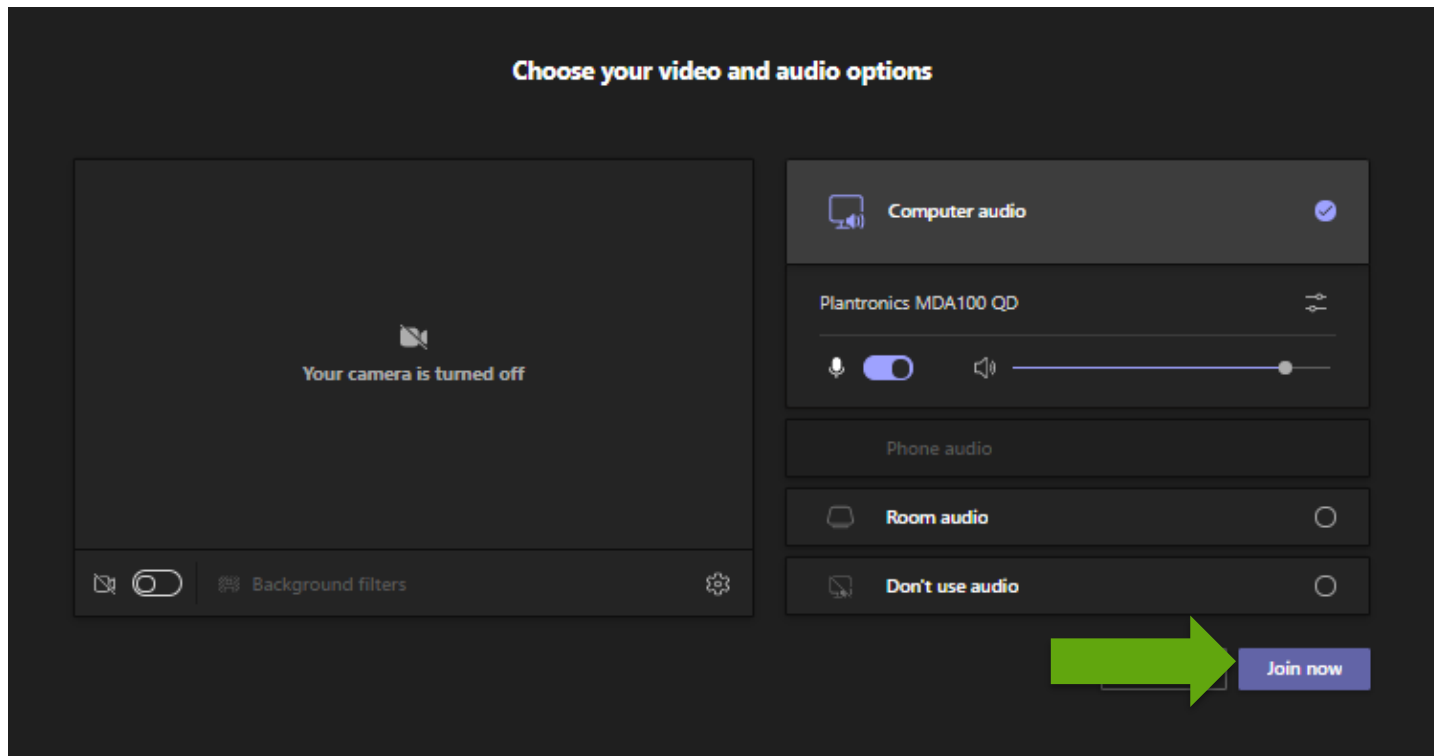 Choose your video and audio options
Your camera is turned off
Background filters
Computer audio
Plantronics MDA100 QD
Phone audio
Room audio
Don't use audio
Join now